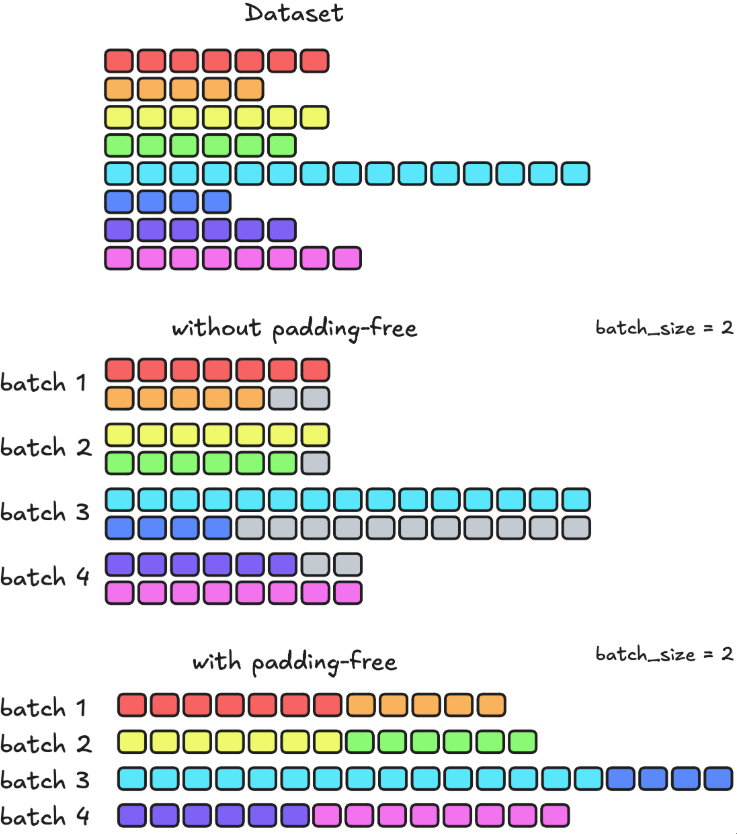 Dataset
without padding-free
batch_size = 2
batch 1
batch 2
batch 3
batch 4
with padding-free
batch_size = 2
batch 1
batch 2
batch 3
batch 4